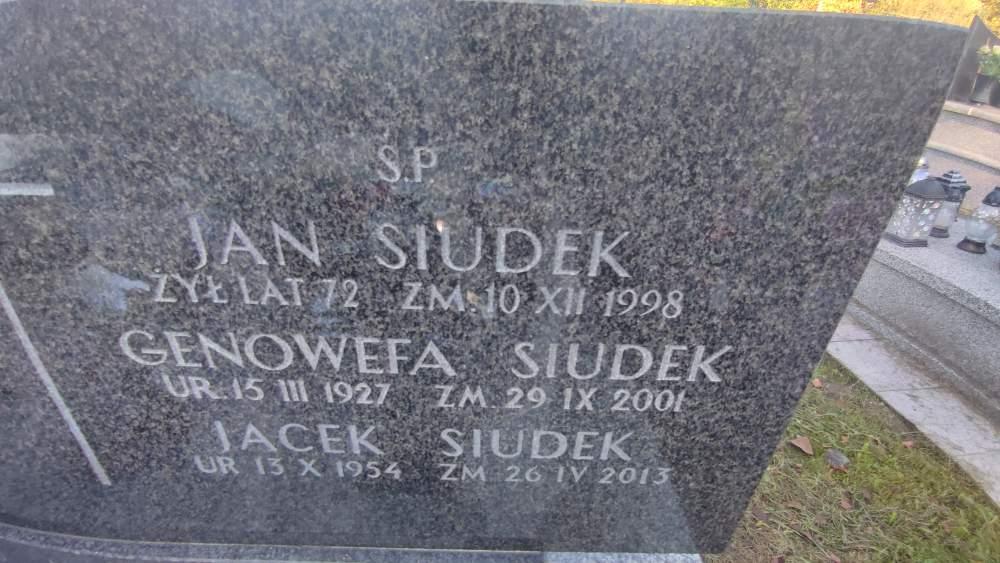 Ś.P.
JAN SIUDEK
ŻYŁ LAT 72 ZM. 10 XII 1998
GENOWEFA SIUDEK
UR. 15 III 1927 ZM. 29 IX 2001
JACEK SIUDEK
UR 13 X 1954 ZM 26 IV 2013